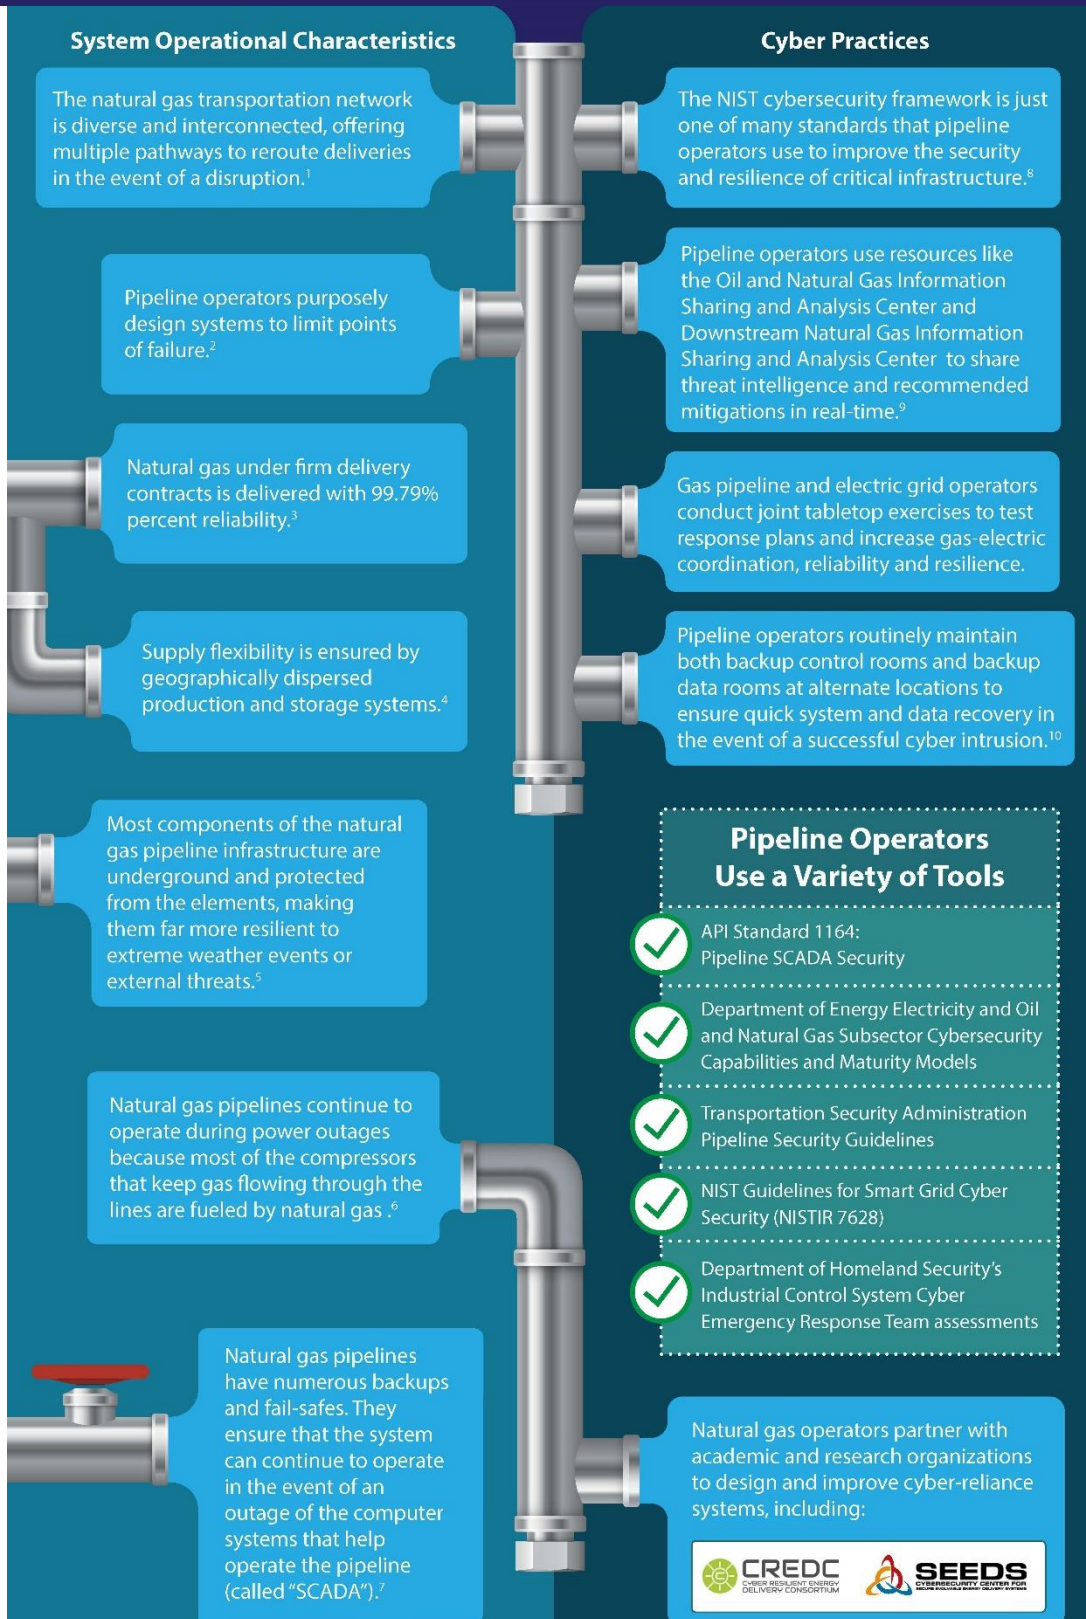 System Operational Characteristics
The natural gas transportation network
is diverse and interconnected, offering
multiple pathways to reroute deliveries
in the event of a disruption.¹
Pipeline operators purposely
design systems to limit points
of failure.²
Natural gas under firm delivery
contracts is delivered with 99.79%
percent reliability.³
Supply flexibility is ensured by
geographically dispersed
production and storage systems.⁴
Most components of the natural
gas pipeline infrastructure are
underground and protected
from the elements, making
them far more resilient to
extreme weather events or
external threats.⁵
Natural gas pipelines continue to
operate during power outages
because most of the compressors
that keep gas flowing through the
lines are fueled by natural gas .⁶
Natural gas pipelines
have numerous backups
and fail-safes. They
ensure that the system
can continue to operate
in the event of an
outage of the computer
systems that help
operate the pipeline
(called “SCADA”).⁷
Cyber Practices
The NIST cybersecurity framework is just
one of many standards that pipeline
operators use to improve the security
and resilience of critical infrastructure.⁸
Pipeline operators use resources like
the Oil and Natural Gas Information
Sharing and Analysis Center and
Downstream Natural Gas Information
Sharing and Analysis Center to share
threat intelligence and recommended
mitigations in real-time.⁹
Gas pipeline and electric grid operators
conduct joint tabletop exercises to test
response plans and increase gas-electric
coordination, reliability and resilience.
Pipeline operators routinely maintain
both backup control rooms and backup
data rooms at alternate locations to
ensure quick system and data recovery in
the event of a successful cyber intrusion.¹⁰
Pipeline Operators
Use a Variety of Tools
API Standard 1164:
Pipeline SCADA Security
Department of Energy Electricity and Oil
and Natural Gas Subsector Cybersecurity
Capabilities and Maturity Models
Transportation Security Administration
Pipeline Security Guidelines
NIST Guidelines for Smart Grid Cyber
Security (NISTIR 7628)
Department of Homeland Security’s
Industrial Control System Cyber
Emergency Response Team assessments
Natural gas operators partner with
academic and research organizations
to design and improve cyber-reliance
systems, including:
CREDC
CYBER RESILIENT ENERGY
DELIVERY CONSORTIUM
SEEDS
CYBERSECURITY CENTER FOR
SECURE EVOLVABLE ENERGY DELIVERY SYSTEMS